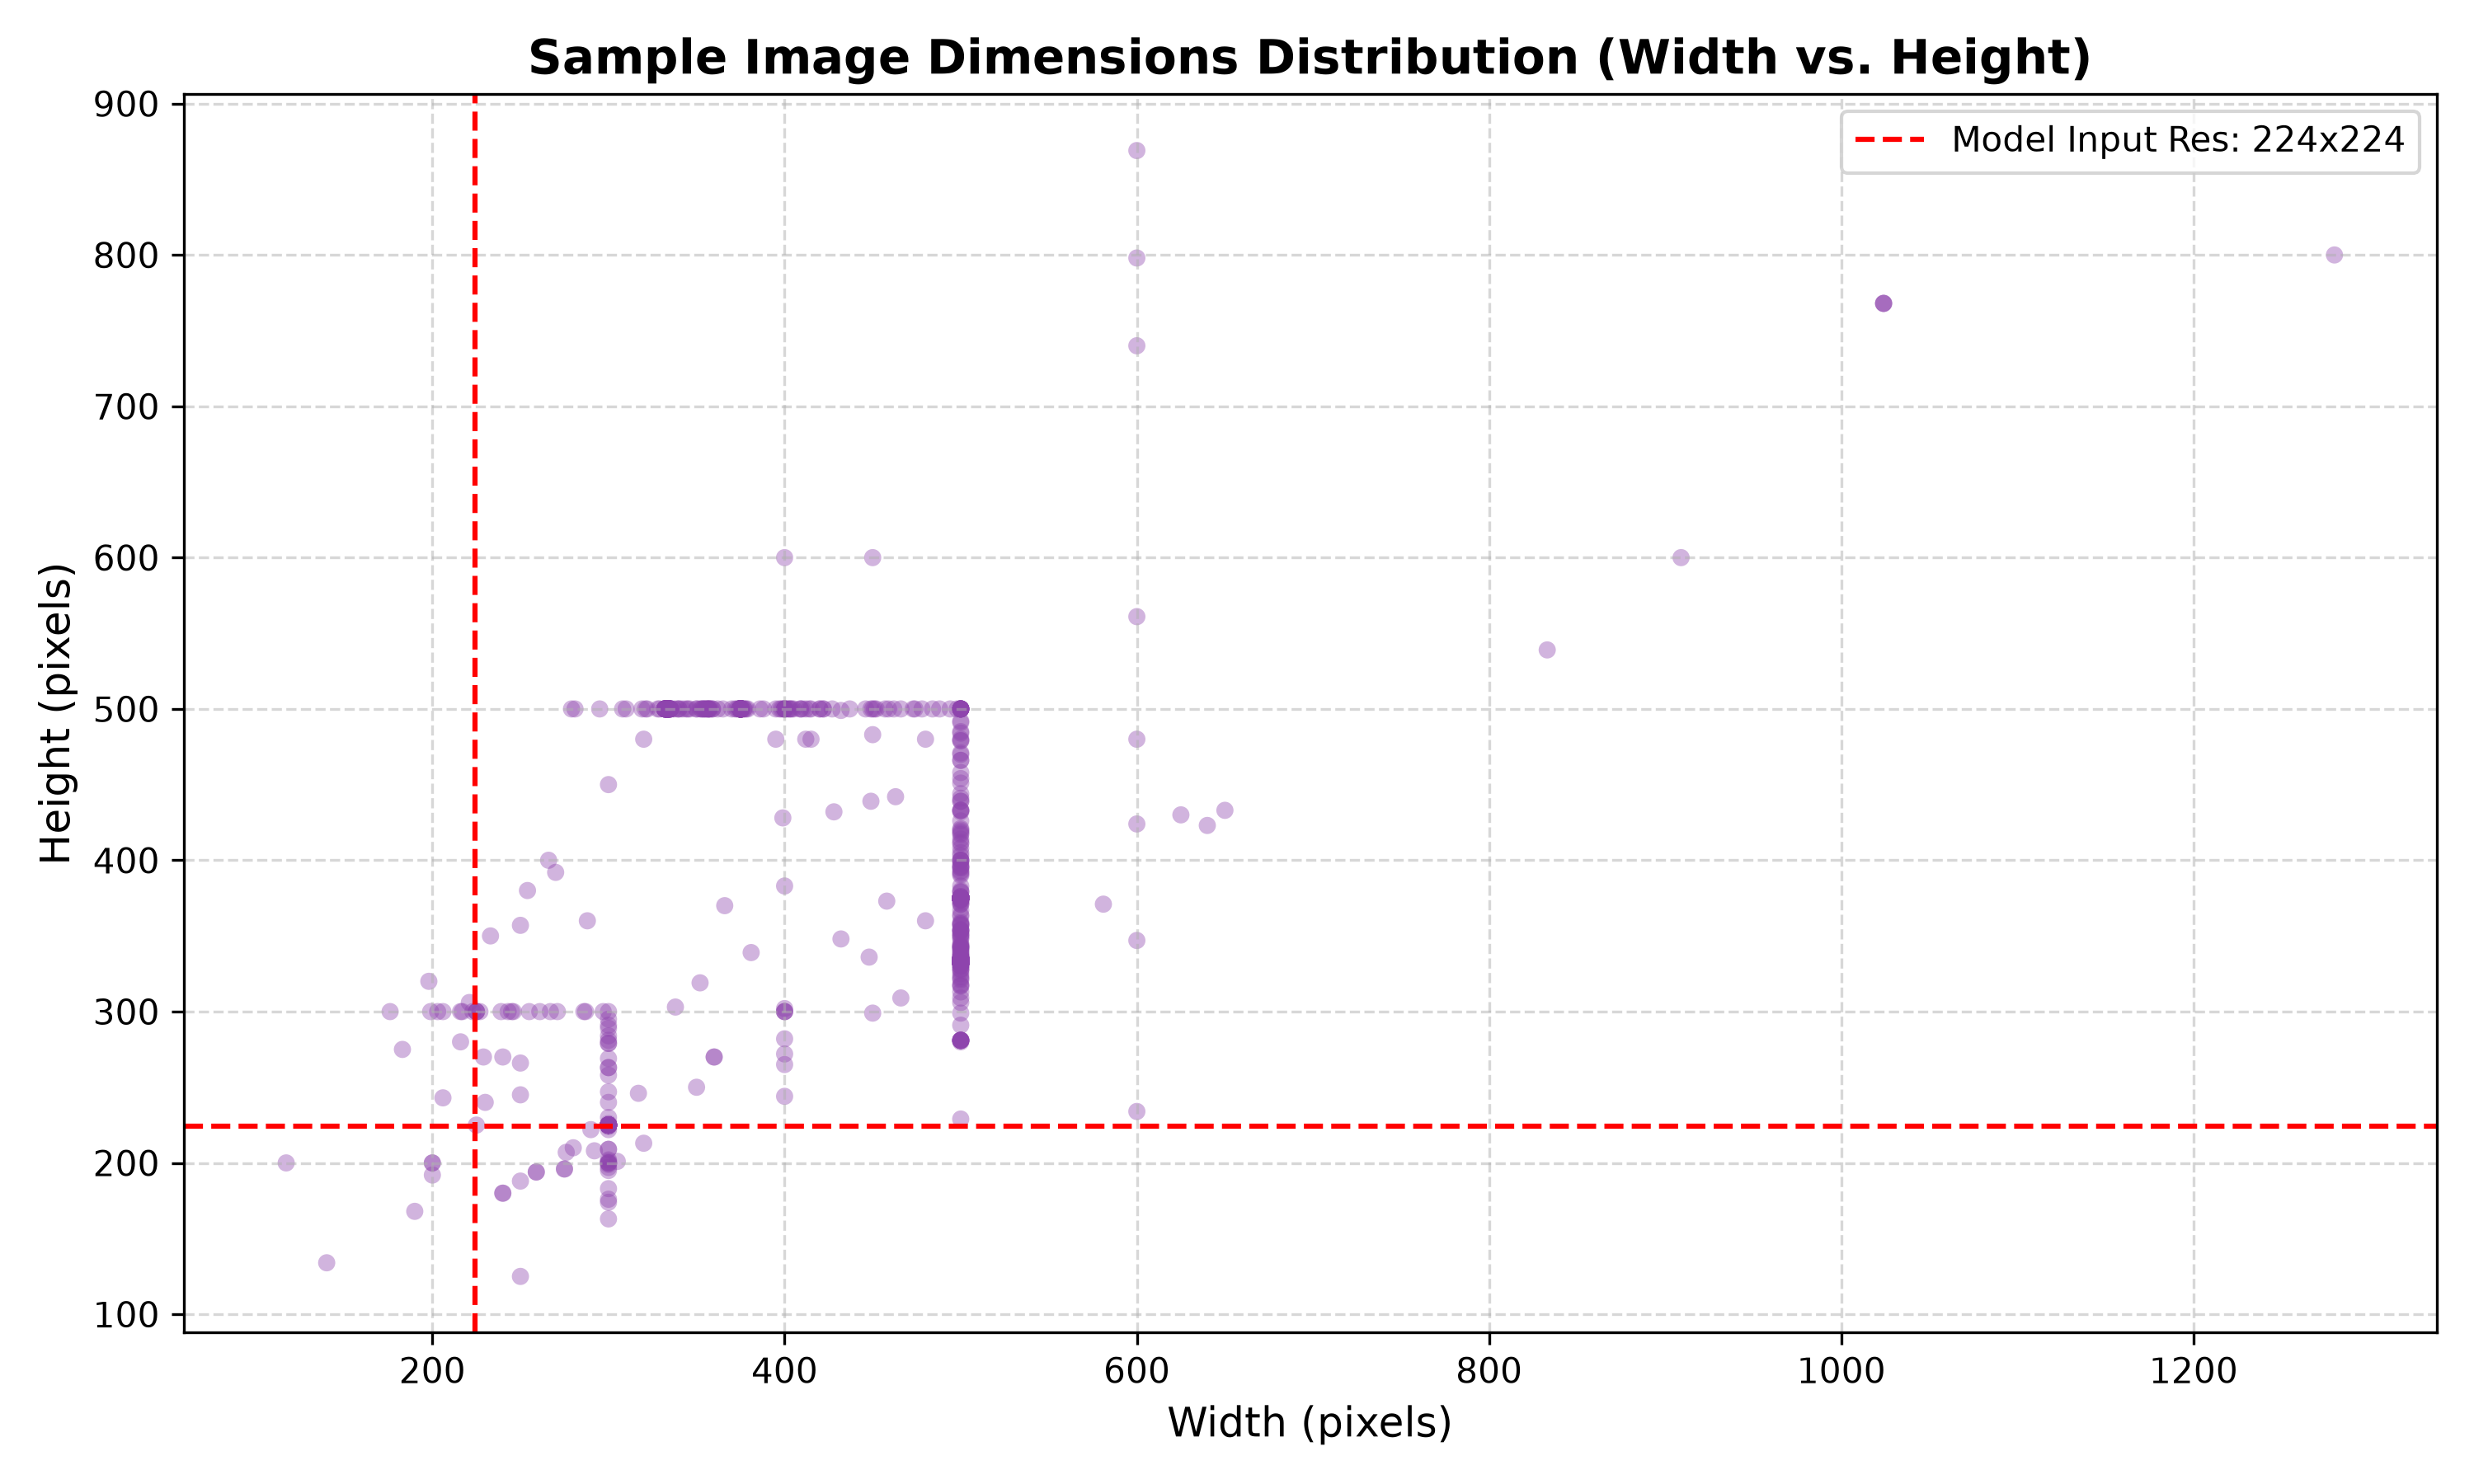 Sample Image Dimensions Distribution (Width vs. Height)
Model Input Res: 224x224
900
800
700
600
500
400
300
200
100
Height (pixels)
200 400 600 800 1000 1200
Width (pixels)